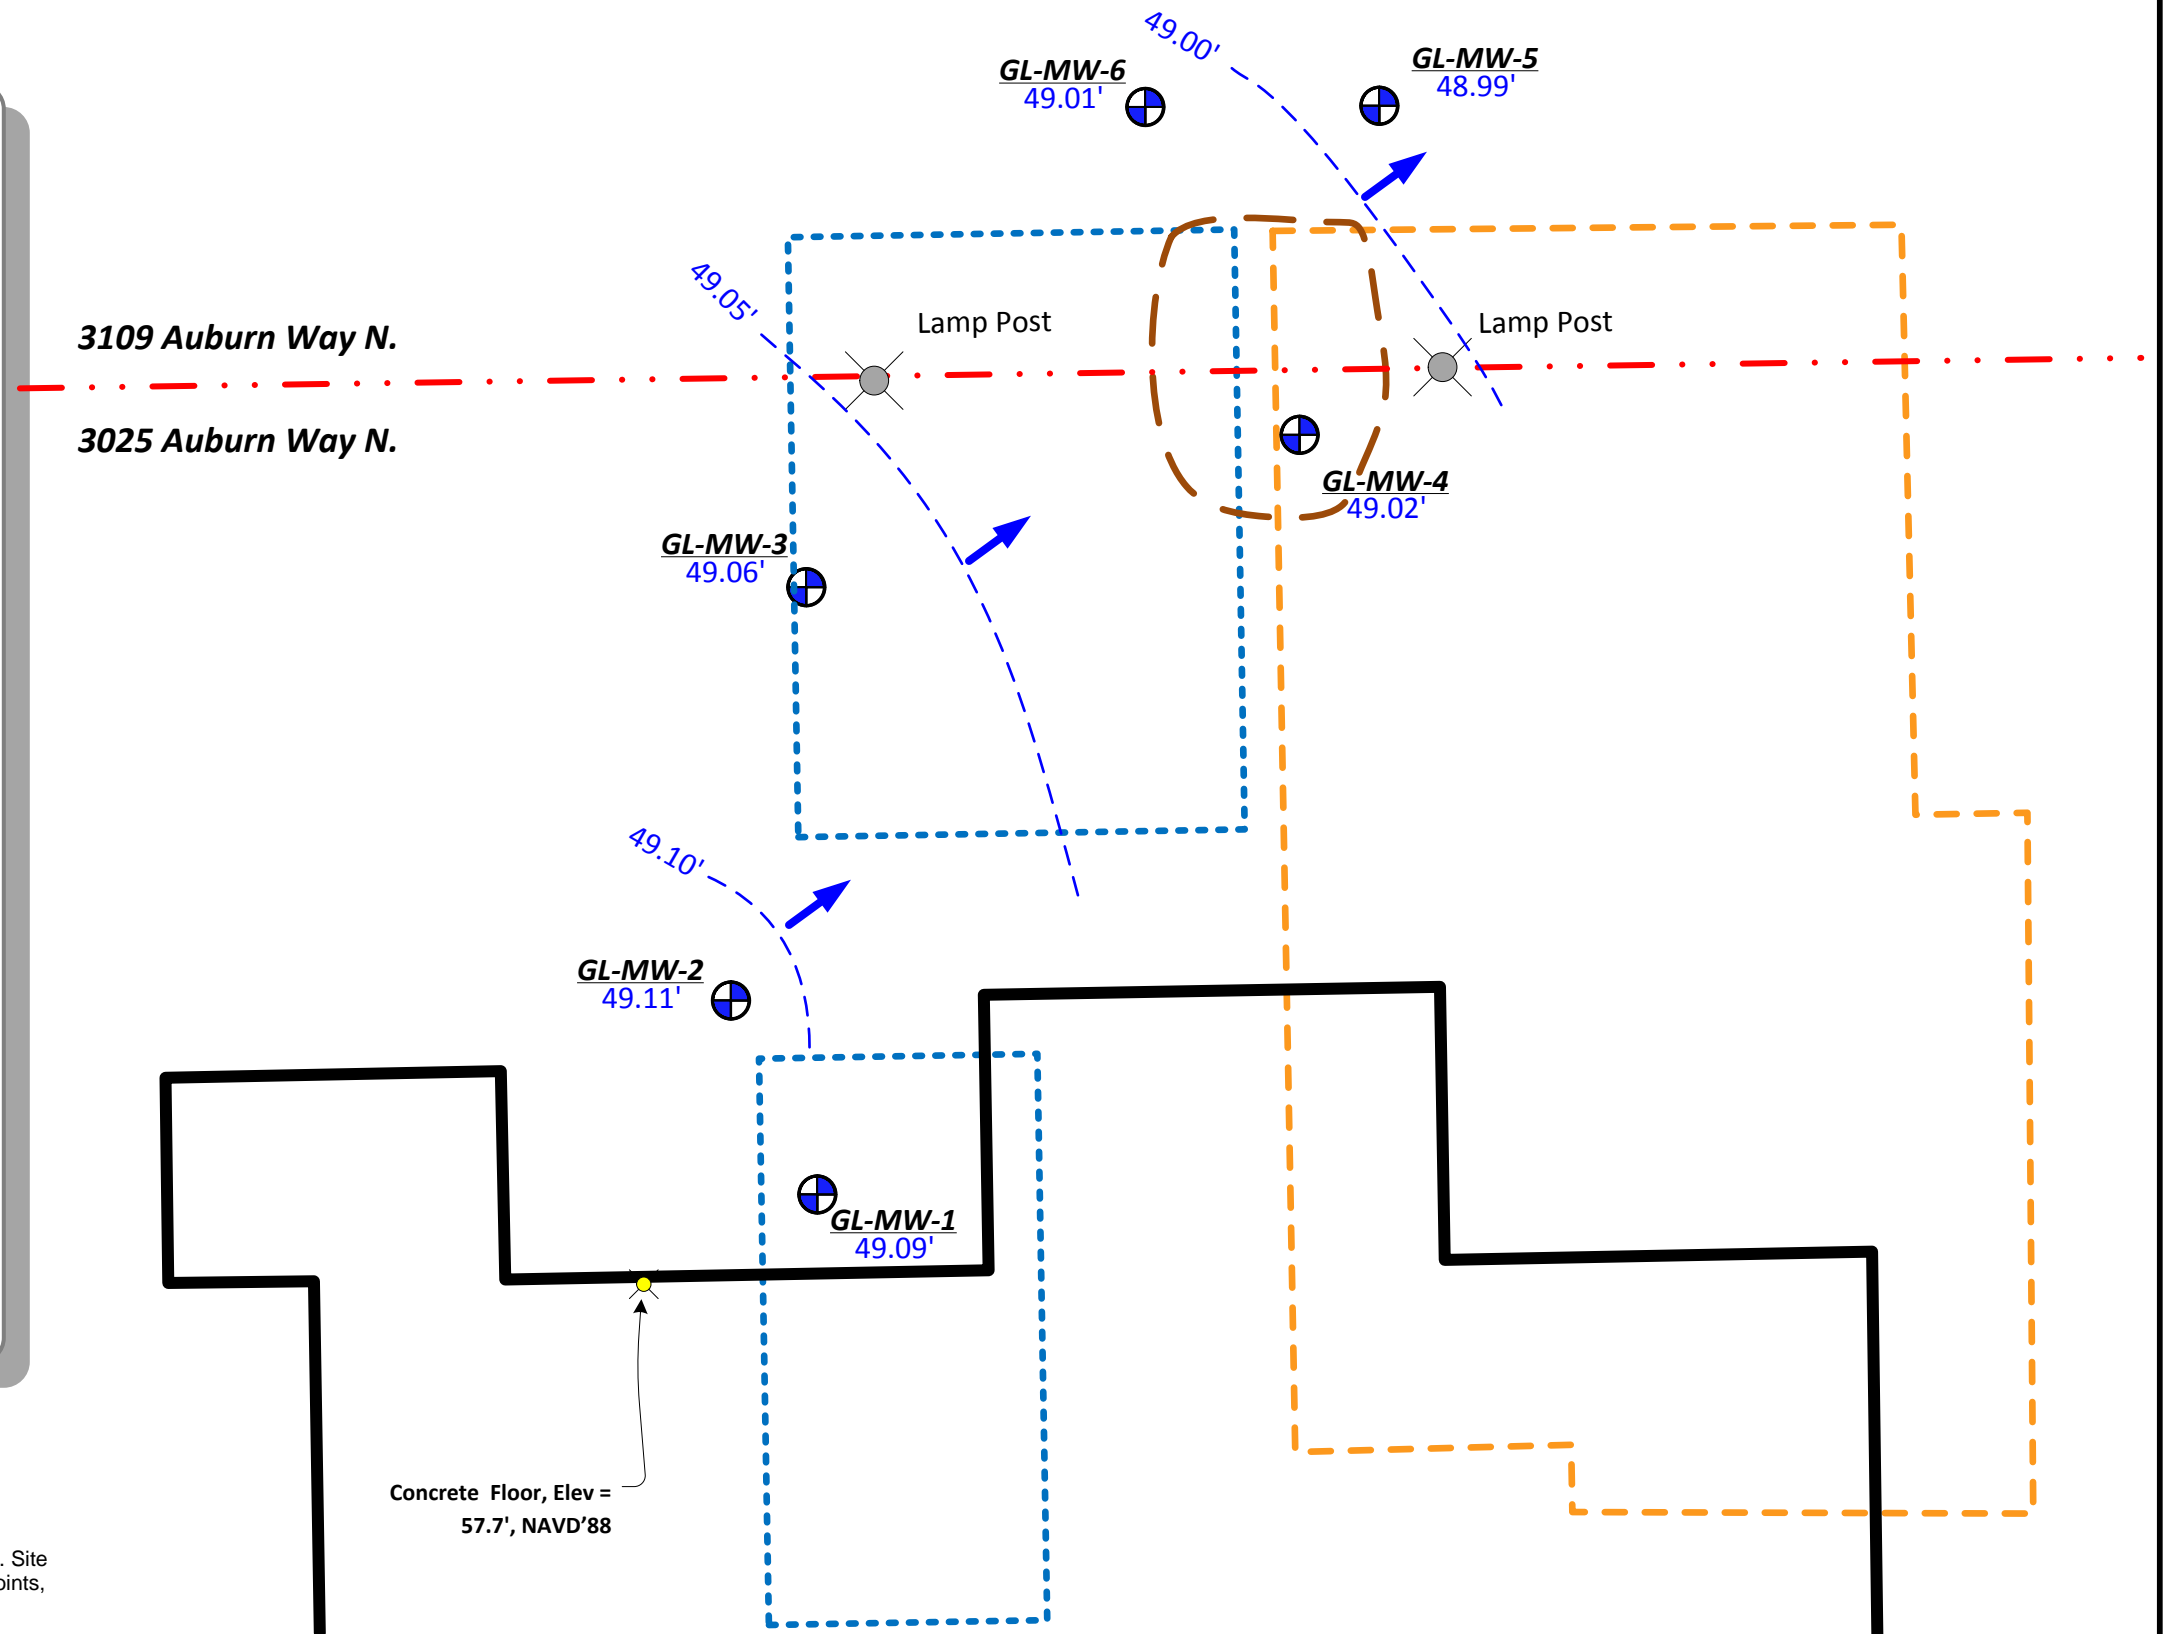 49.00'
GL-MW-6
49.01'
GL-MW-5
48.99'
49.05'
Lamp Post
Lamp Post
3109 Auburn Way N.
3025 Auburn Way N.
GL-MW-4
49.02'
GL-MW-3
49.06'
49.10'
GL-MW-2
49.11'
GL-MW-1
49.09'
Concrete Floor, Elev =
57.7', NAVD’88
. Site
oints,